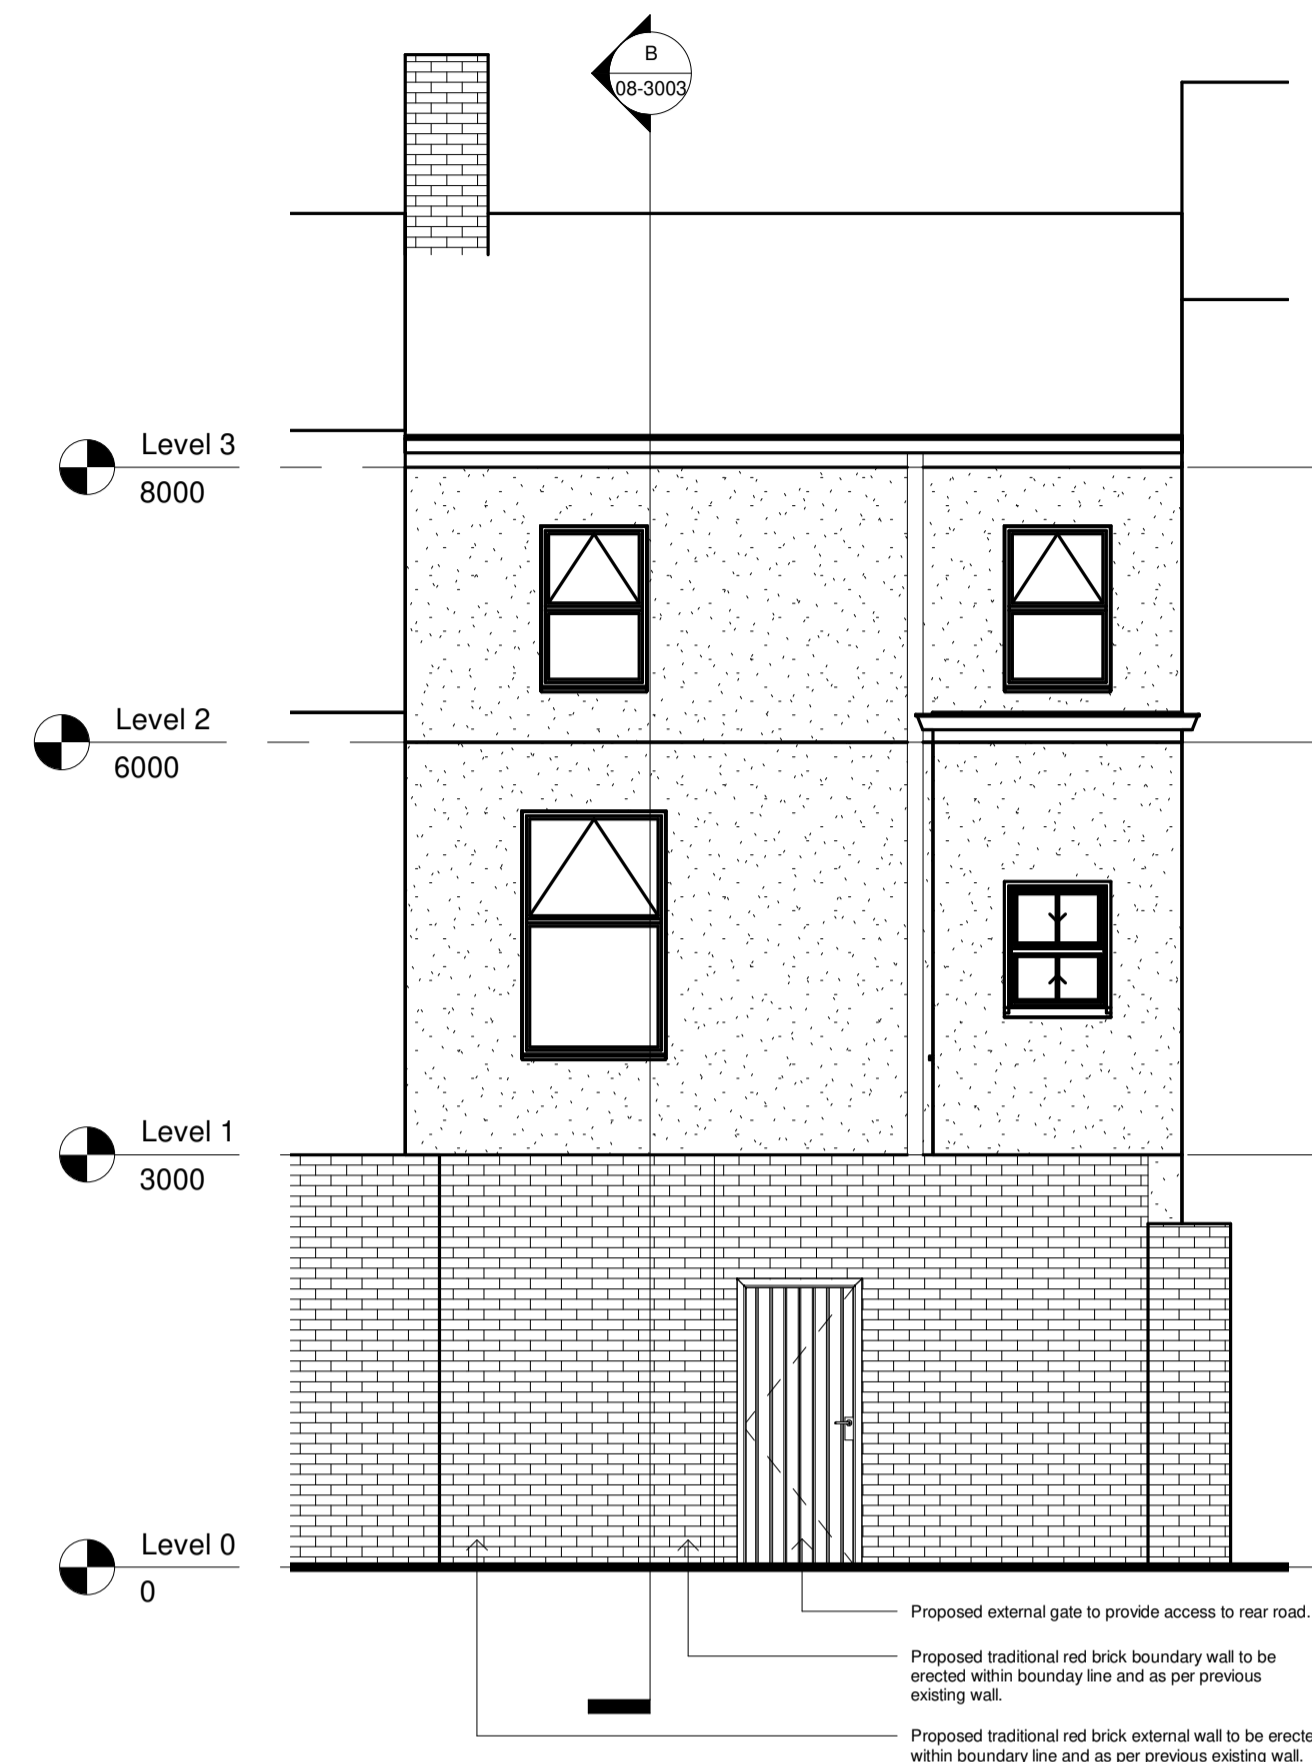 B
08-3003
Level 3
8000
Level 2
6000
Level 1
3000
Level 0
0
Proposed external gate to provide access to rear road.
Proposed traditional red brick boundary wall to be
erected within bounday line and as per previous
existing wall.
Proposed traditional red brick external wall to be erecte
within boundary line and as per previous existing wall.